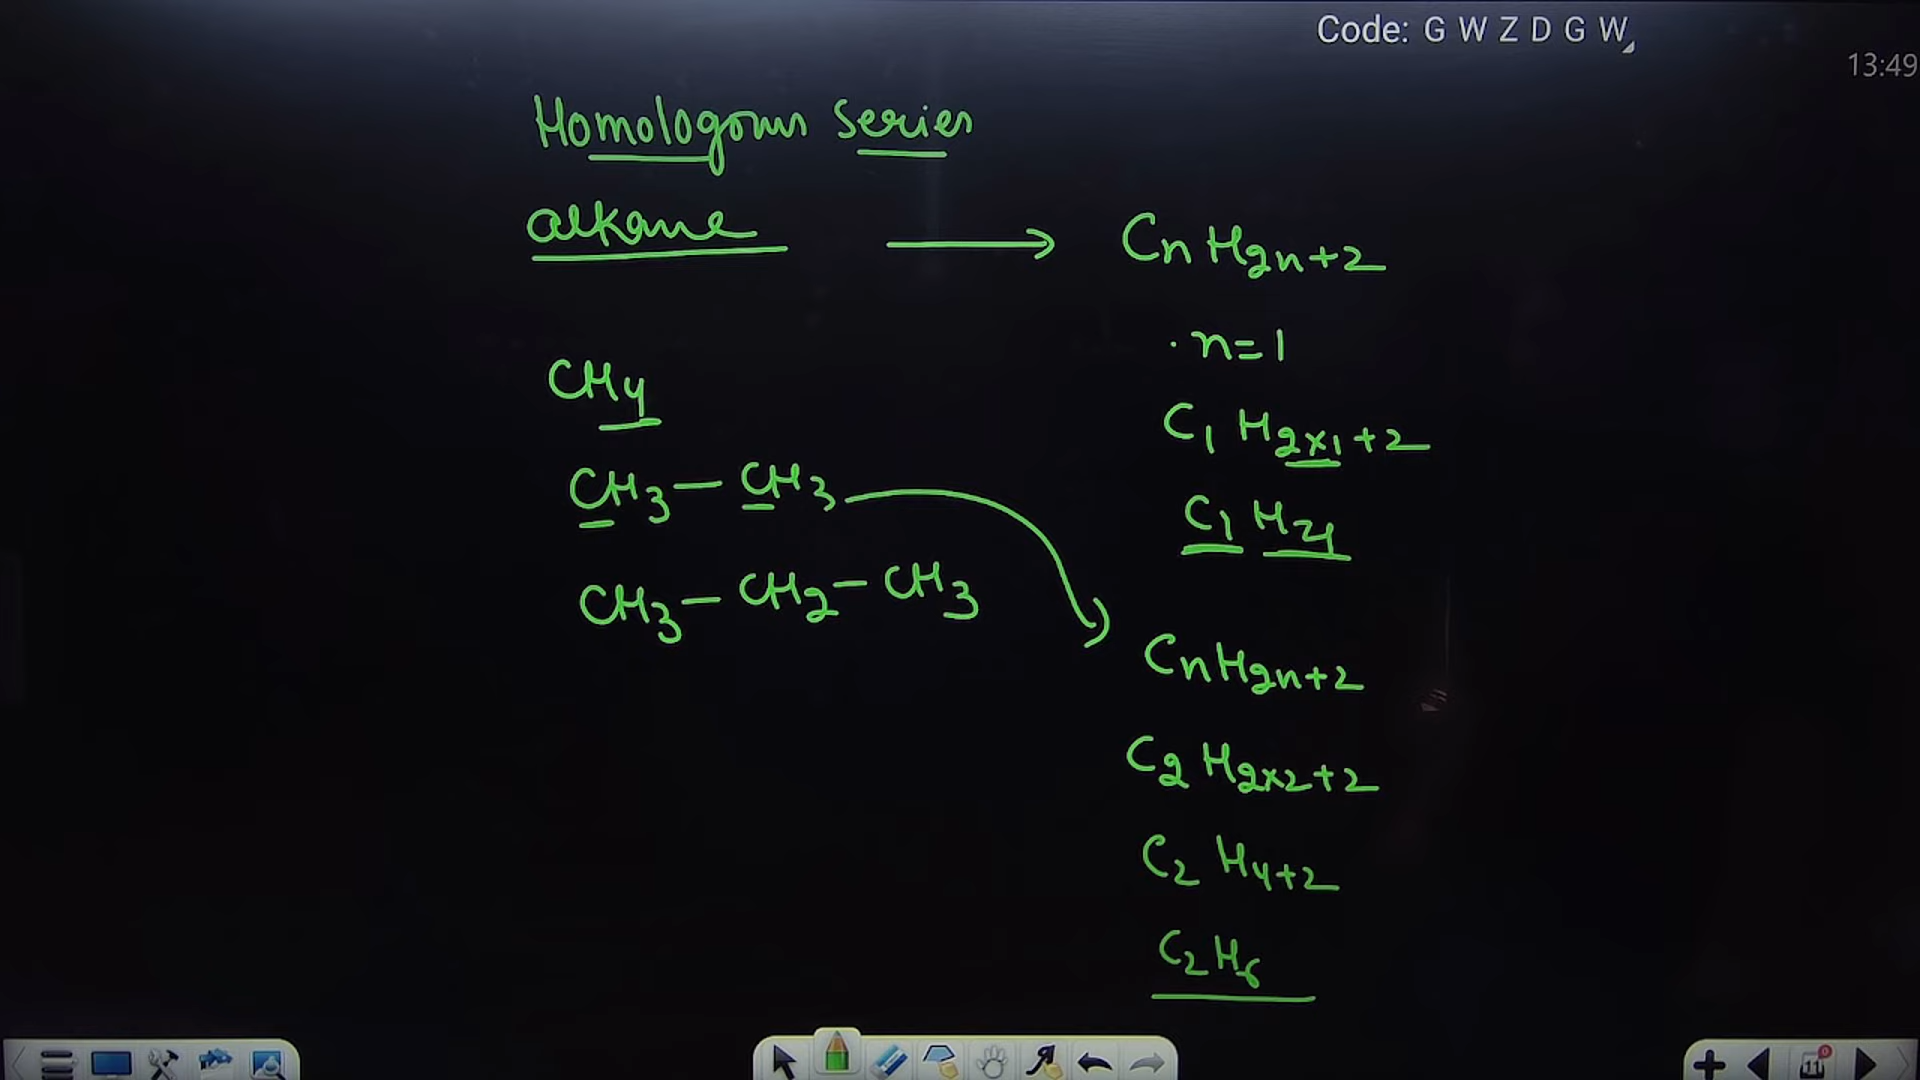 Code: G W Z D G W
13:49
Homologous Series
alkane → CnH2n+2
n=1
CH4
C1 H2x1+2
CH3 — CH3
C1 H4
CH3 — CH2 — CH3
CnH2n+2
C2 H2x2+2
C2 H4+2
C2 H6
11